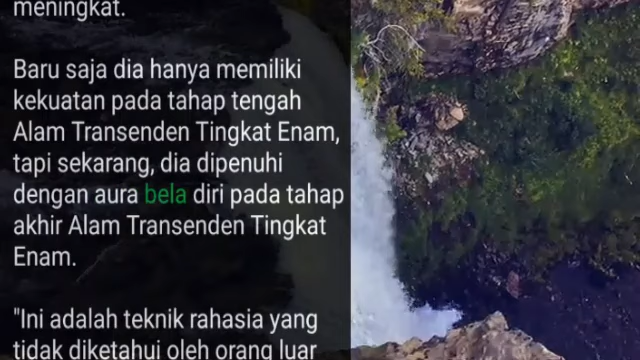 meningkat.
Baru saja dia hanya memiliki
kekuatan pada tahap tengah
Alam Transenden Tingkat Enam,
tapi sekarang, dia dipenuhi
dengan aura bela diri pada tahap
akhir Alam Transenden Tingkat
Enam.
"Ini adalah teknik rahasia yang
tidak diketahui oleh orang luar